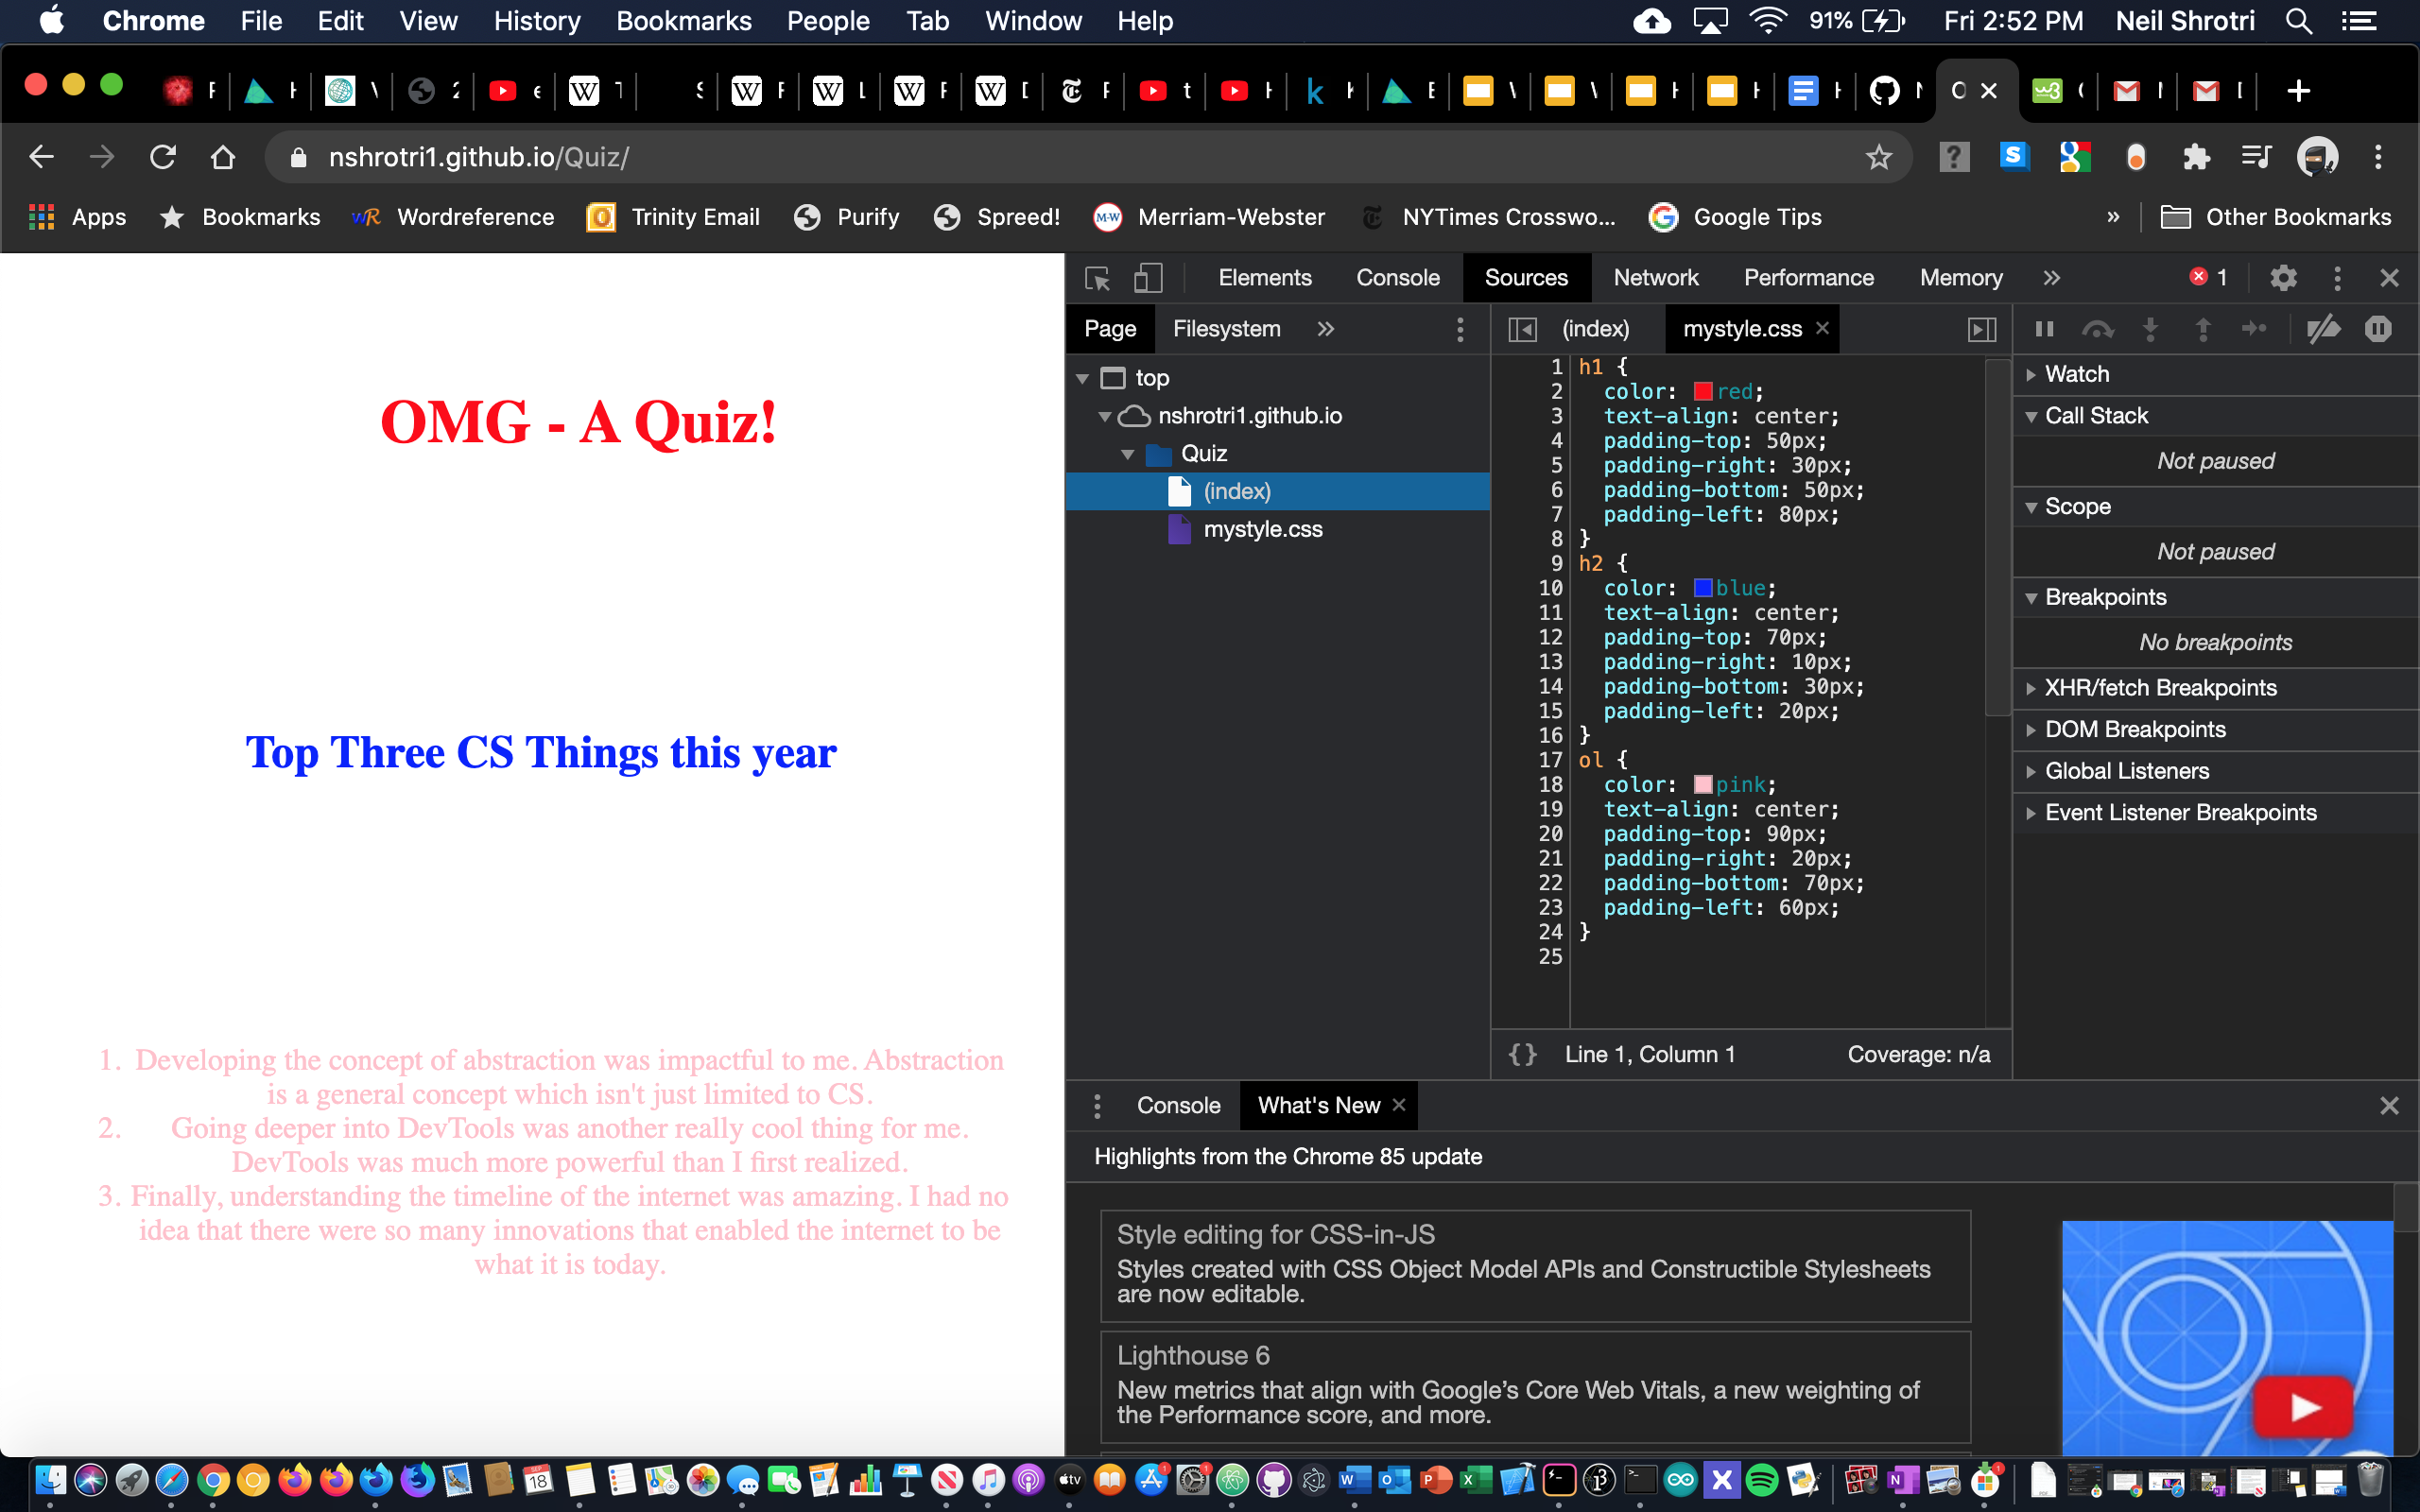 Chrome File Edit View History Bookmarks People Tab Window Help 91% Fri 2:52 PM Neil Shrotri
nshrotri1.github.io/Quiz/
Apps Bookmarks Wordreference Trinity Email Purify Spreed! Merriam-Webster NYTimes Crosswo... Google Tips » Other Bookmarks
OMG - A Quiz!
Top Three CS Things this year
1. Developing the concept of abstraction was impactful to me. Abstraction
is a general concept which isn't just limited to CS.
2. Going deeper into DevTools was another really cool thing for me.
DevTools was much more powerful than I first realized.
3. Finally, understanding the timeline of the internet was amazing. I had no
idea that there were so many innovations that enabled the internet to be
what it is today.
Elements Console Sources Network Performance Memory » 1
Page Filesystem »
top
nshrotri1.github.io
Quiz
(index)
mystyle.css
(index) mystyle.css
1 h1 {
2 color: red;
3 text-align: center;
4 padding-top: 50px;
5 padding-right: 30px;
6 padding-bottom: 50px;
7 padding-left: 80px;
8 }
9 h2 {
10 color: blue;
11 text-align: center;
12 padding-top: 70px;
13 padding-right: 10px;
14 padding-bottom: 30px;
15 padding-left: 20px;
16 }
17 ol {
18 color: pink;
19 text-align: center;
20 padding-top: 90px;
21 padding-right: 20px;
22 padding-bottom: 70px;
23 padding-left: 60px;
24 }
25
{} Line 1, Column 1 Coverage: n/a
Watch
Call Stack
Not paused
Scope
Not paused
Breakpoints
No breakpoints
XHR/fetch Breakpoints
DOM Breakpoints
Global Listeners
Event Listener Breakpoints
Console What's New
Highlights from the Chrome 85 update
Style editing for CSS-in-JS
Styles created with CSS Object Model APIs and Constructible Stylesheets
are now editable.
Lighthouse 6
New metrics that align with Google's Core Web Vitals, a new weighting of
the Performance score, and more.